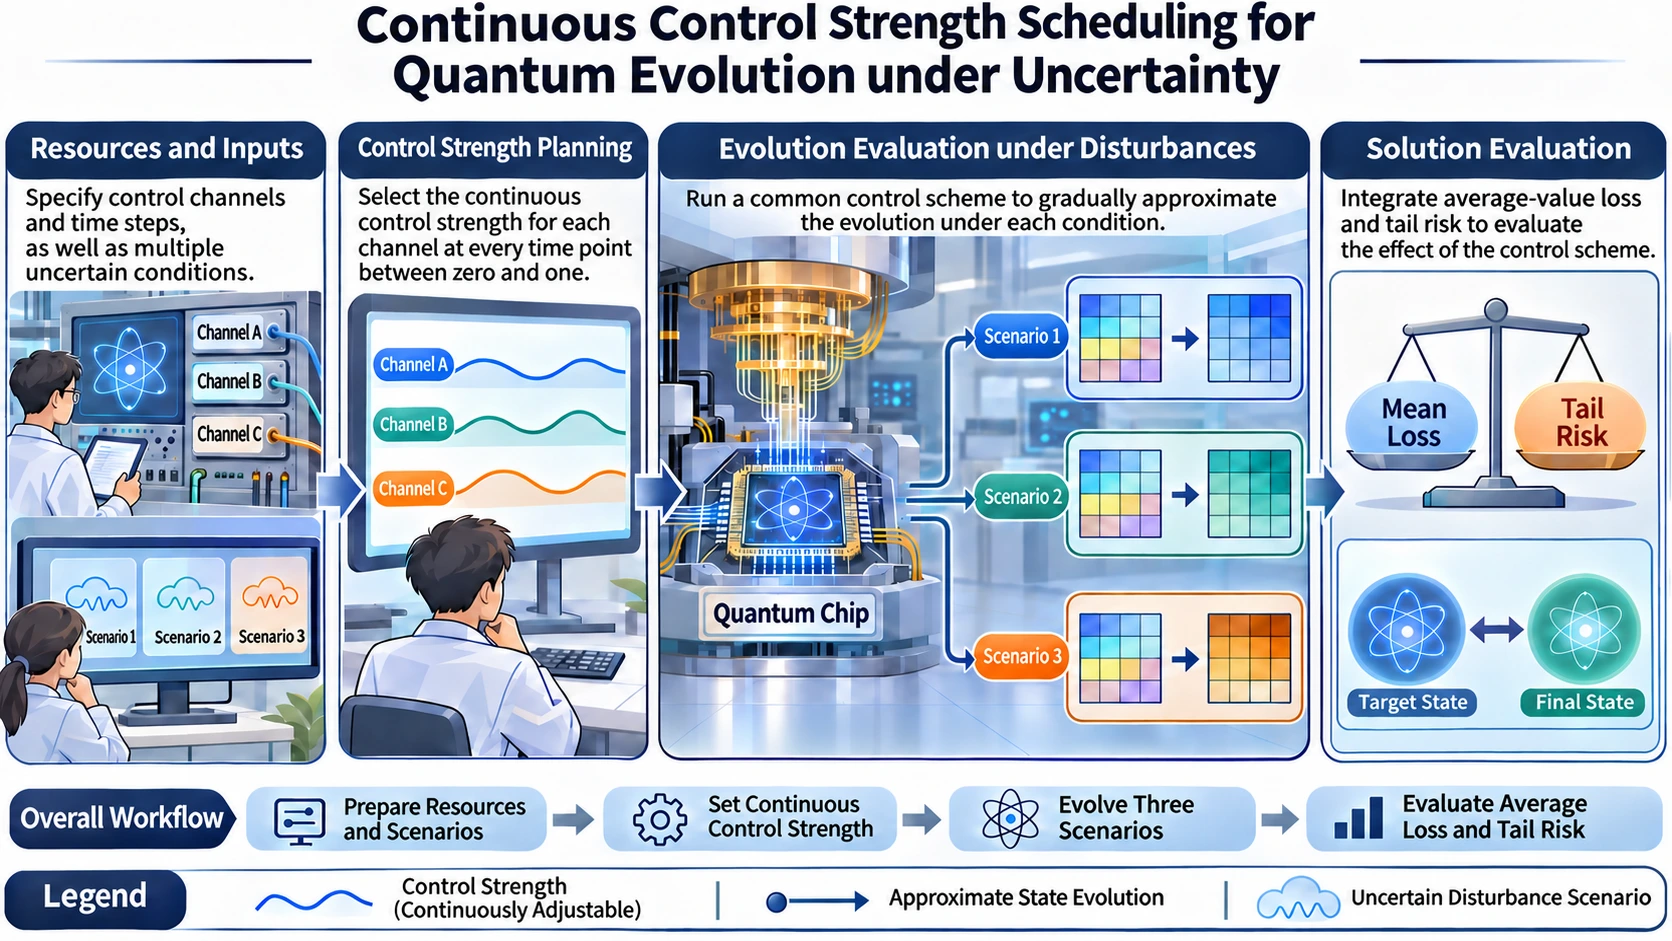 Continuous Control Strength Scheduling for
Quantum Evolution under Uncertainty
Resources and Inputs
Specify control channels
and time steps,
as well as multiple
uncertain conditions.
Channel A
Channel B
Channel C
Scenario 1
Scenario 2
Scenario 3
Control Strength Planning
Select the continuous
control strength for each
channel at every time point
between zero and one.
Channel A
Channel B
Channel C
Evolution Evaluation under Disturbances
Run a common control scheme to gradually approximate
the evolution under each condition.
Quantum Chip
Scenario 1
Scenario 2
Scenario 3
Solution Evaluation
Integrate average-value loss
and tail risk to evaluate
the effect of the control scheme.
Mean
Loss
Tail
Risk
Target State
Final State
Overall Workflow
Prepare Resources
and Scenarios
Set Continuous
Control Strength
Evolve Three
Scenarios
Evaluate Average
Loss and Tail Risk
Legend
Control Strength
(Continuously Adjustable)
Approximate State Evolution
Uncertain Disturbance Scenario